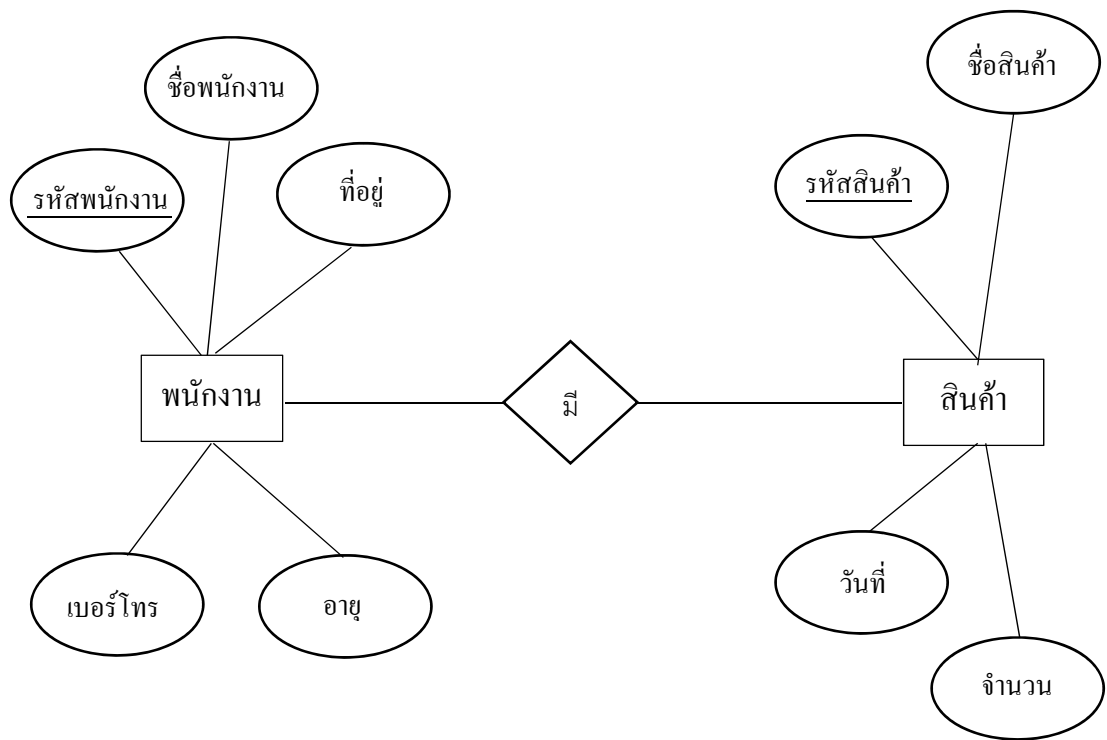 ชื่อสินค้า
ชื่อพนักงาน
รหัสพนักงาน
ที่อยู่
รหัสสินค้า
พนักงาน
มี
สินค้า
เบอร์โทร
อายุ
วันที่
จำนวน